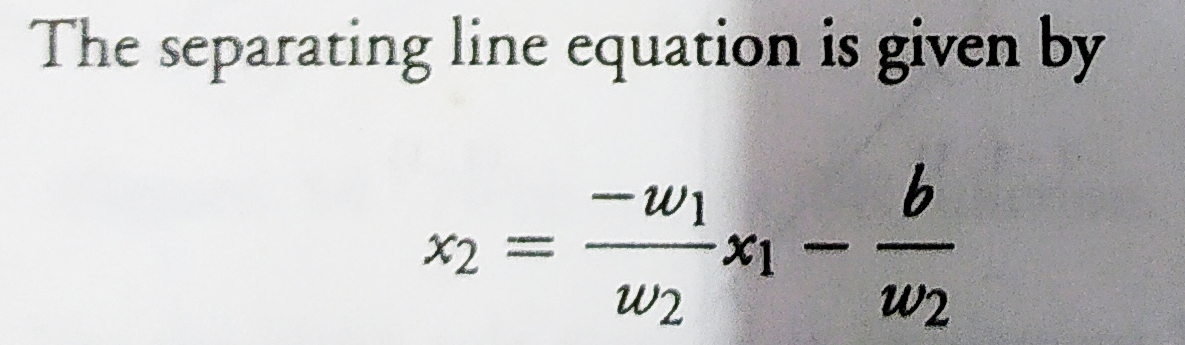 The separating line equation is given by
x2 = -w1/w2 x1 - b/w2